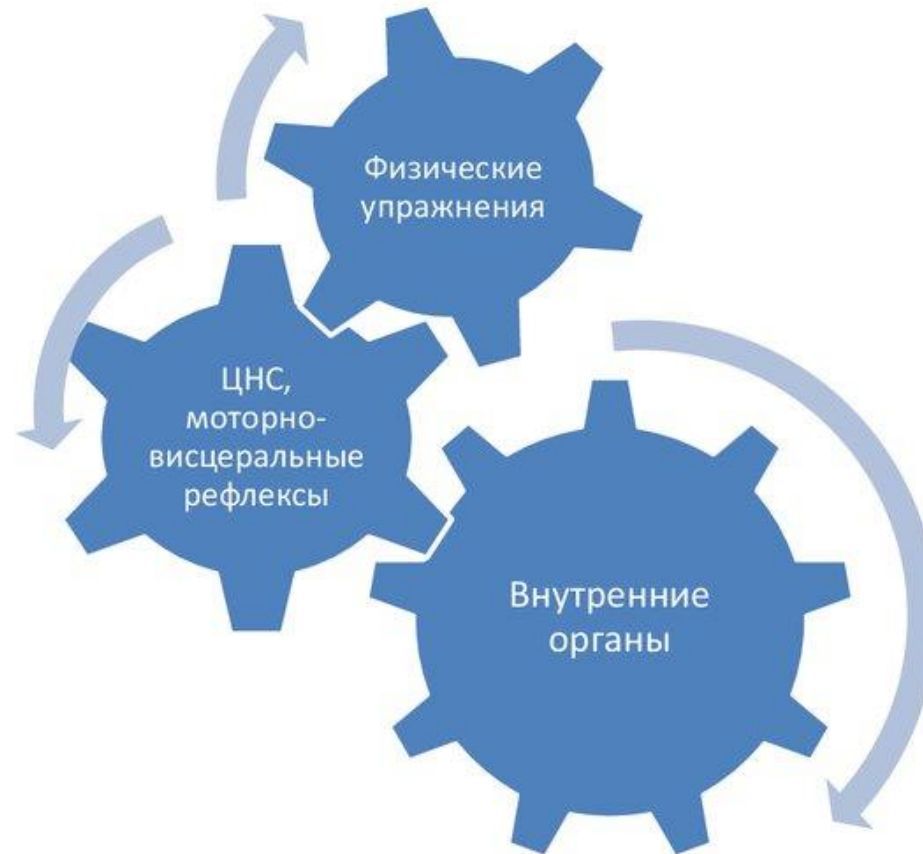 Физические
упражнения
ЦНС,
моторно-
висцеральные
рефлексы
Внутренние
органы